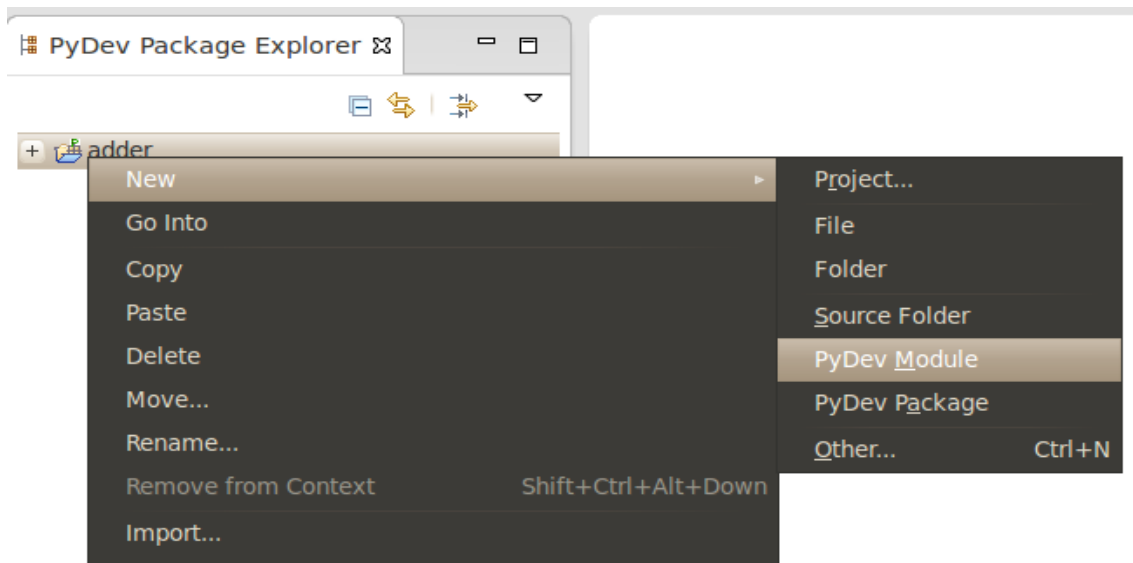 PyDev Package Explorer
adder
New
Go Into
Copy
Paste
Delete
Move...
Rename...
Remove from Context Shift+Ctrl+Alt+Down
Import...
Project...
File
Folder
Source Folder
PyDev Module
PyDev Package
Other... Ctrl+N